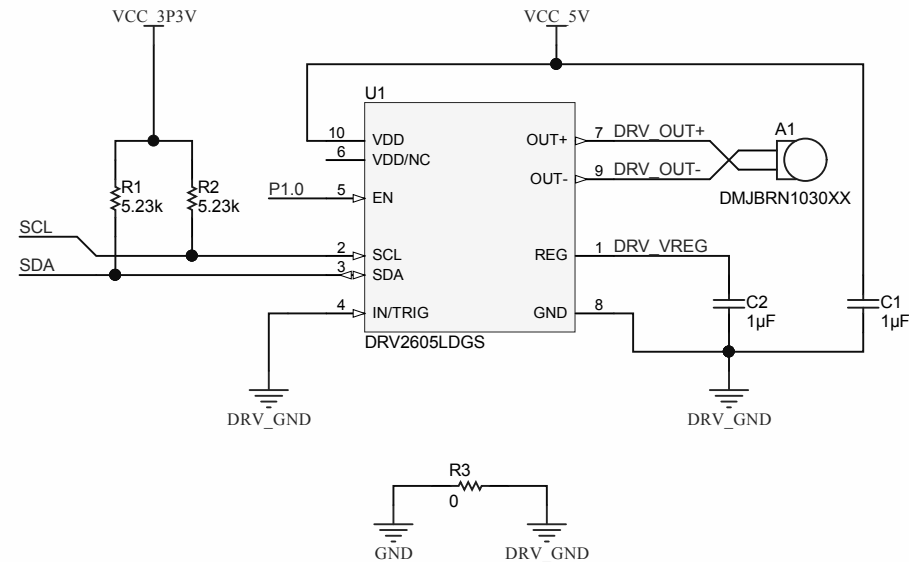 VCC_3P3V
VCC_5V
U1
10 VDD
6 VDD/NC
P1.0 5 EN
SCL 2 SCL
SDA 3 SDA
4 IN/TRIG
OUT+ 7 DRV_OUT+
OUT- 9 DRV_OUT-
REG 1 DRV_VREG
GND 8
DRV2605LDGS
A1
DMJBRN1030XX
R1
5.23k
R2
5.23k
C2
1µF
C1
1µF
DRV_GND
DRV_GND
R3
0
GND
DRV_GND